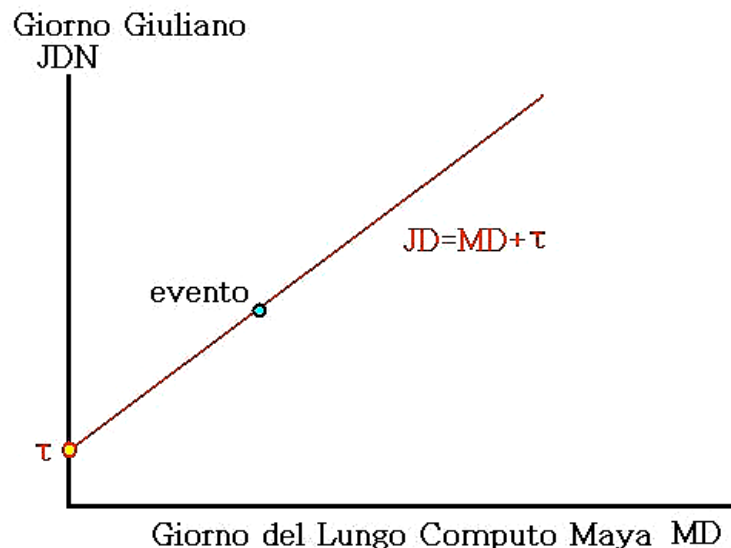 Giorno Giuliano
JDN
JD=MD+τ
evento
τ
Giorno del Lungo Computo Maya MD